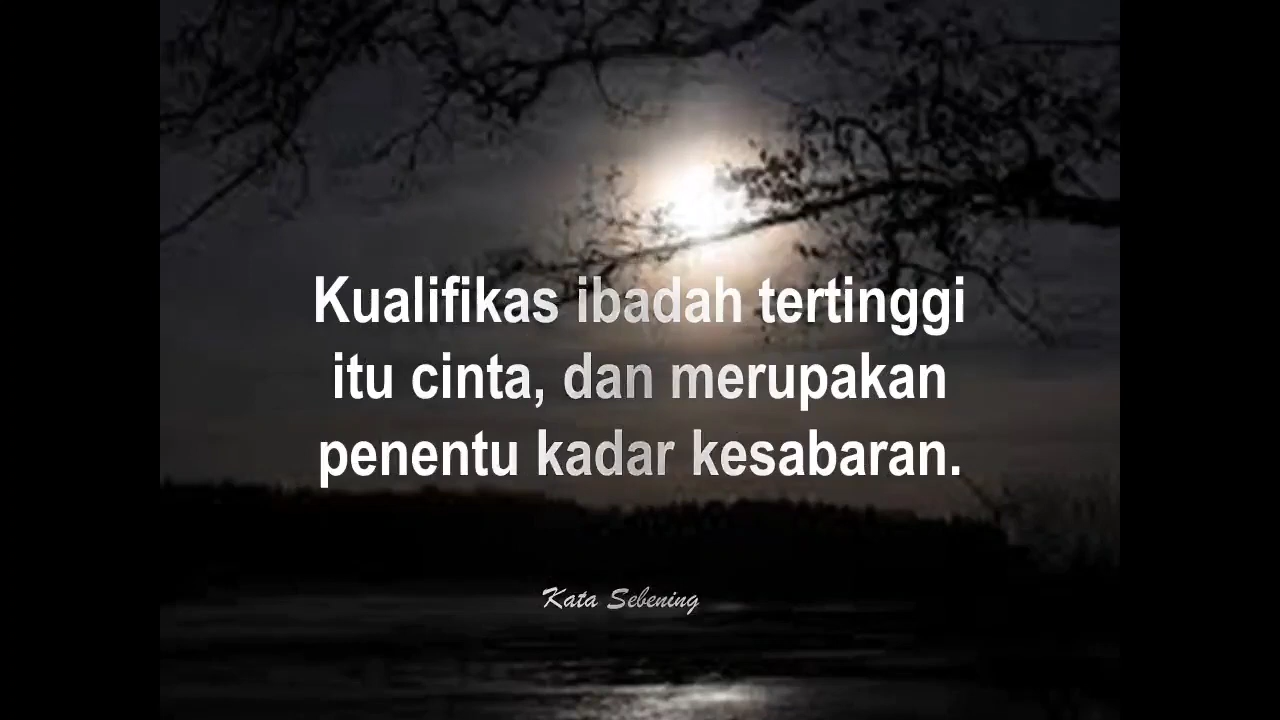 Kualifikas ibadah tertinggi
itu cinta, dan merupakan
penentu kadar kesabaran.
Kata Sebening